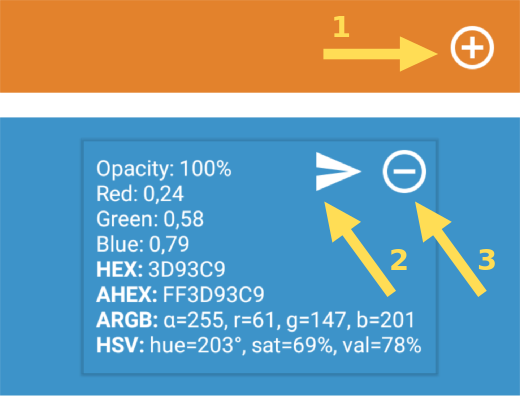 1
Opacity: 100%
Red: 0,24
Green: 0,58
Blue: 0,79
HEX: 3D93C9
AHEX: FF3D93C9
ARGB: α=255, r=61, g=147, b=201
HSV: hue=203°, sat=69%, val=78%
2
3